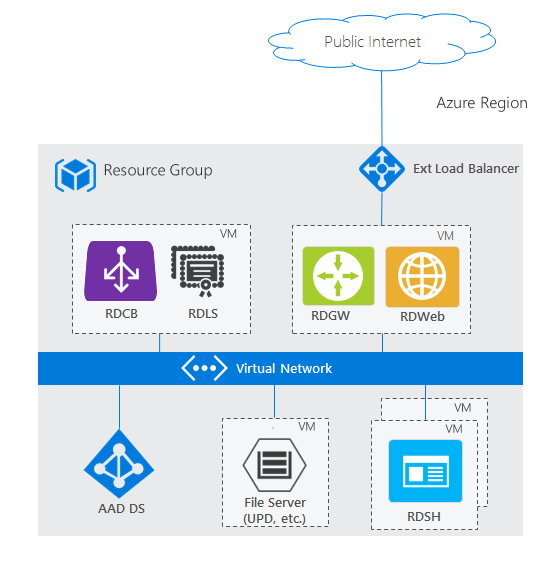 Public Internet
Azure Region
Resource Group
Ext Load Balancer
VM
VM
RDCB
RDLS
RDGW
RDWeb
Virtual Network
VM
VM
VM
AAD DS
File Server
(UPD, etc.)
RDSH